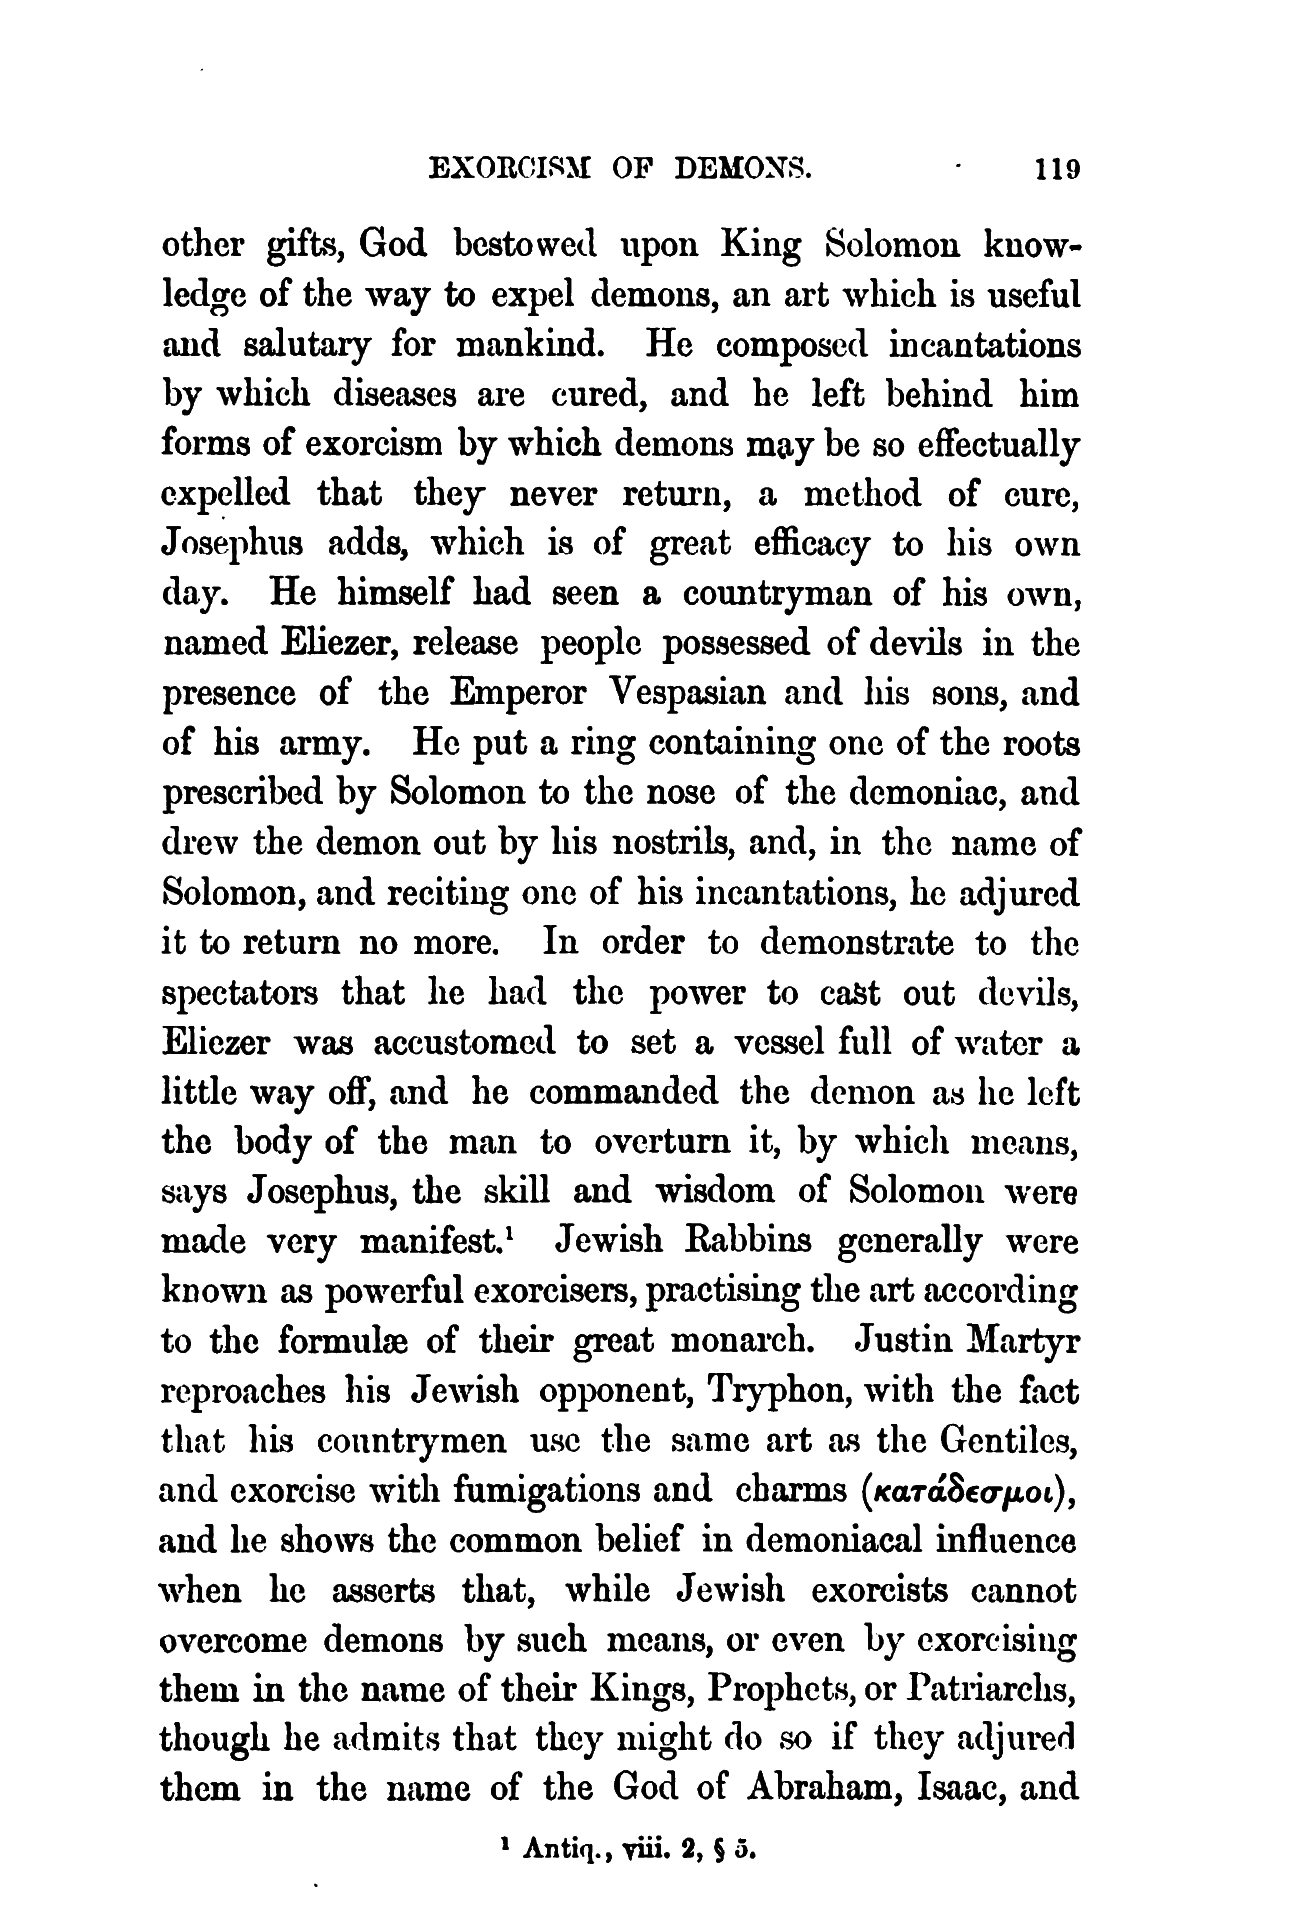 EXORCISM OF DEMONS. 119
other gifts, God bestowed upon King Solomon know-
ledge of the way to expel demons, an art which is useful
and salutary for mankind. He composed incantations
by which diseases are cured, and he left behind him
forms of exorcism by which demons may be so effectually
expelled that they never return, a method of cure,
Josephus adds, which is of great efficacy to his own
day. He himself had seen a countryman of his own,
named Eliezer, release people possessed of devils in the
presence of the Emperor Vespasian and his sons, and
of his army. He put a ring containing one of the roots
prescribed by Solomon to the nose of the demoniac, and
drew the demon out by his nostrils, and, in the name of
Solomon, and reciting one of his incantations, he adjured
it to return no more. In order to demonstrate to the
spectators that he had the power to cast out devils,
Eliezer was accustomed to set a vessel full of water a
little way off, and he commanded the demon as he left
the body of the man to overturn it, by which means,
says Josephus, the skill and wisdom of Solomon were
made very manifest.¹ Jewish Rabbins generally were
known as powerful exorcisers, practising the art according
to the formulæ of their great monarch. Justin Martyr
reproaches his Jewish opponent, Tryphon, with the fact
that his countrymen use the same art as the Gentiles,
and exorcise with fumigations and charms (κατάδεσμοι),
and he shows the common belief in demoniacal influence
when he asserts that, while Jewish exorcists cannot
overcome demons by such means, or even by exorcising
them in the name of their Kings, Prophets, or Patriarchs,
though he admits that they might do so if they adjured
them in the name of the God of Abraham, Isaac, and
¹ Antiq., viii. 2, § 5.